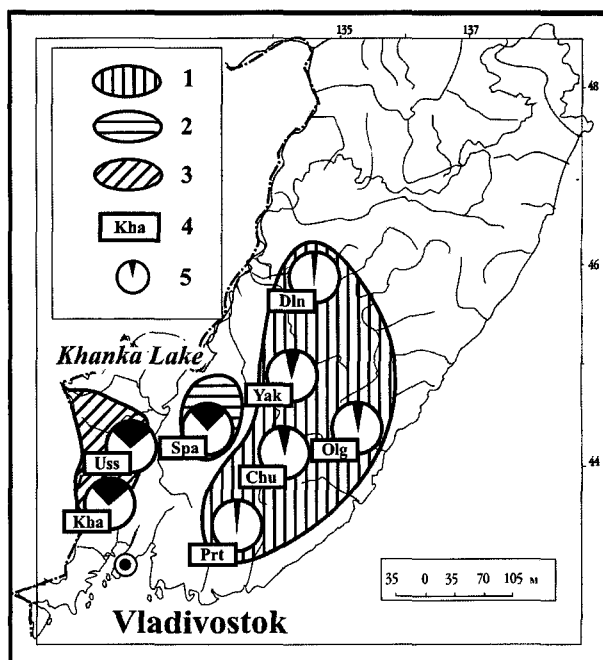 135 137
48
1
2
3
Kha 4
5
46
Dln
Khanka Lake
Yak
Spa
Olg
Uss
Chu
44
Kha
Prt
35 0 35 70 105 м
Vladivostok